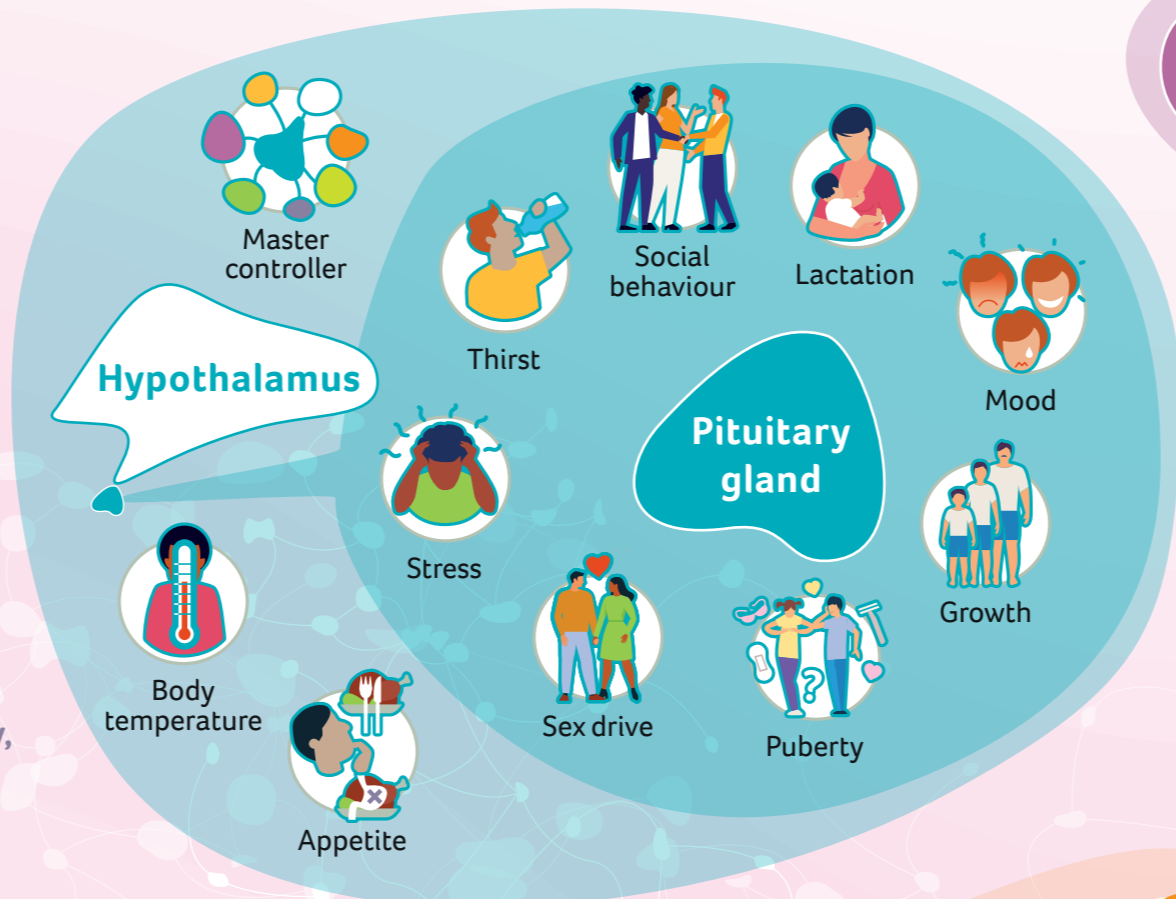 Master
controller
Social
behaviour
Lactation
Thirst
Hypothalamus
Mood
Pituitary
gland
Stress
Growth
Body
temperature
Sex drive
Puberty
Appetite